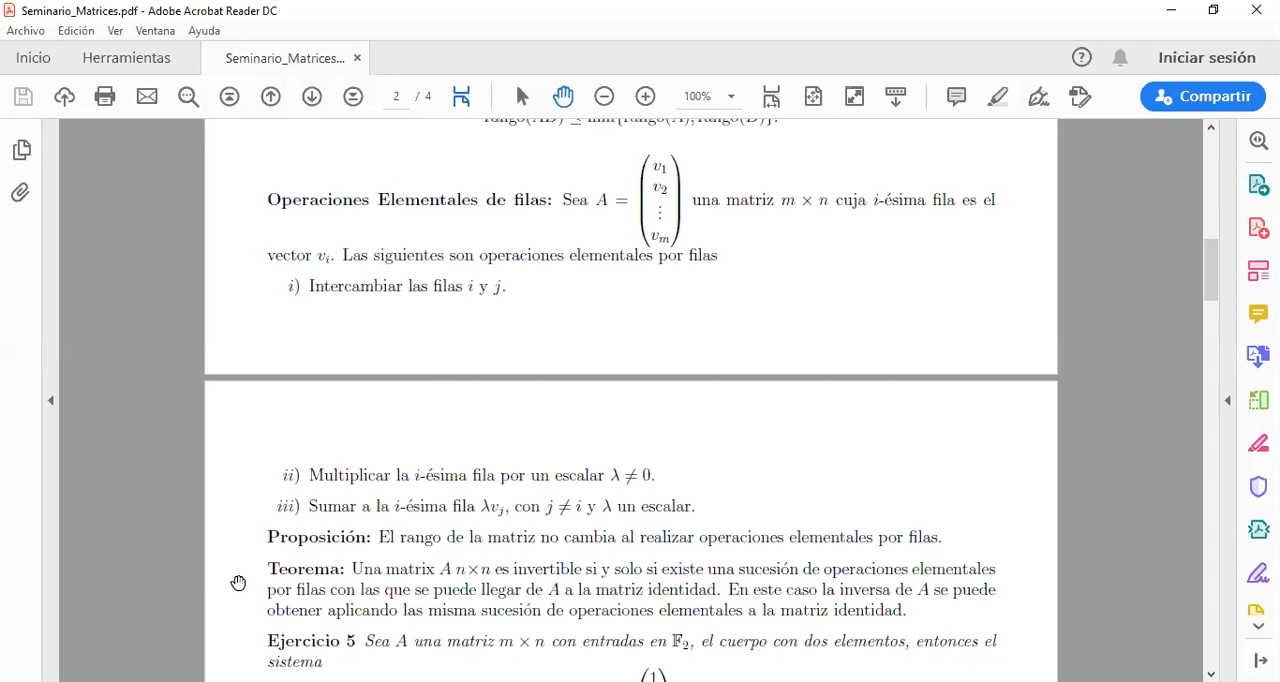 Seminario_Matrices.pdf - Adobe Acrobat Reader DC
Archivo Edición Ver Ventana Ayuda
Inicio Herramientas Seminario_Matrices... × Iniciar sesión
2 / 4 100% Compartir
rango(AB) ≤ min{rango(A), rango(B)}.
Operaciones Elementales de filas: Sea A = (v₁ v₂ ⋮ vₘ) una matriz m × n cuja i-ésima fila es el
vector vᵢ. Las siguientes son operaciones elementales por filas
i) Intercambiar las filas i y j.
ii) Multiplicar la i-ésima fila por un escalar λ ≠ 0.
iii) Sumar a la i-ésima fila λvⱼ, con j ≠ i y λ un escalar.
Proposición: El rango de la matriz no cambia al realizar operaciones elementales por filas.
Teorema: Una matrix A n×n es invertible si y solo si existe una sucesión de operaciones elementales
por filas con las que se puede llegar de A a la matriz identidad. En este caso la inversa de A se puede
obtener aplicando las misma sucesión de operaciones elementales a la matriz identidad.
Ejercicio 5 Sea A una matriz m × n con entradas en 𝔽₂, el cuerpo con dos elementos, entonces el
sistema
(1)